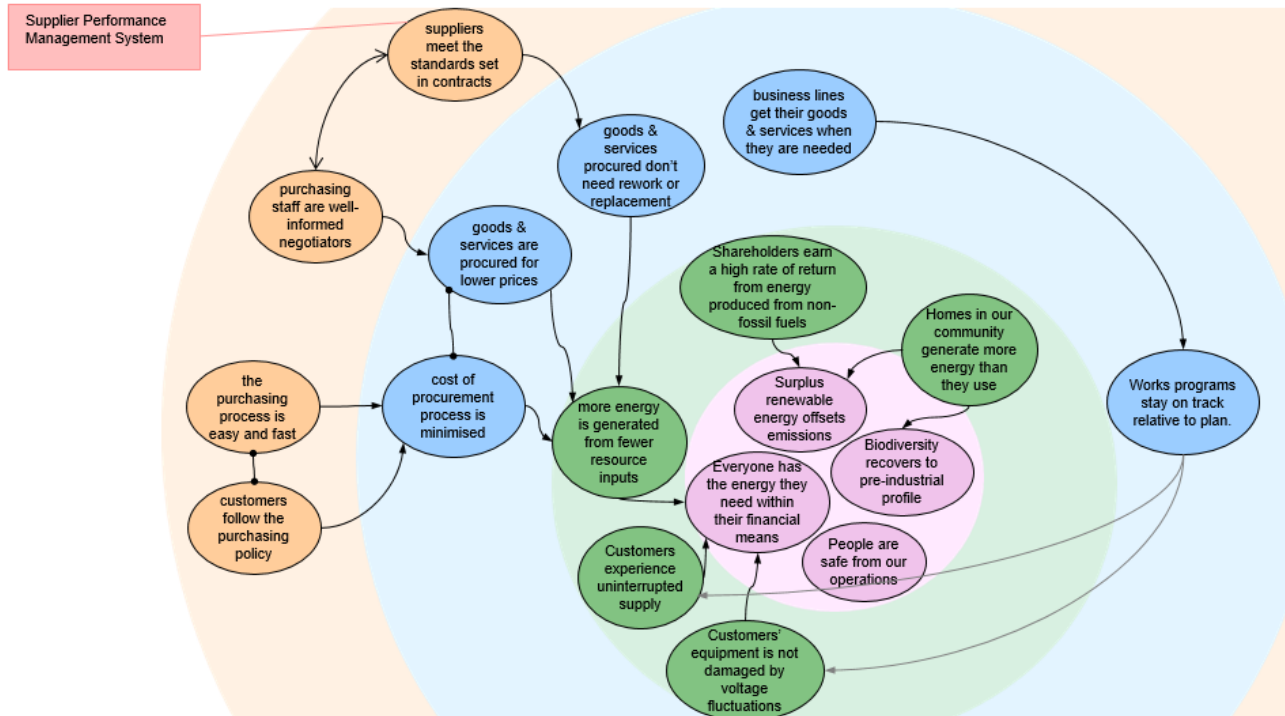 Supplier Performance
Management System
suppliers
meet the
standards set
in contracts
business lines
get their goods
& services when
they are needed
goods &
services
procured don't
need rework or
replacement
purchasing
staff are well-
informed
negotiators
goods &
services are
procured for
lower prices
Shareholders earn
a high rate of return
from energy
produced from non-
fossil fuels
Homes in our
community
generate more
energy than
they use
the
purchasing
process is
easy and fast
cost of
procurement
process is
minimised
Surplus
renewable
energy offsets
emissions
Works programs
stay on track
relative to plan.
more energy
is generated
from fewer
resource
inputs
Biodiversity
recovers to
pre-industrial
profile
Everyone has
the energy they
need within
their financial
means
customers
follow the
purchasing
policy
People are
safe from our
operations
Customers
experience
uninterrupted
supply
Customers'
equipment is not
damaged by
voltage
fluctuations